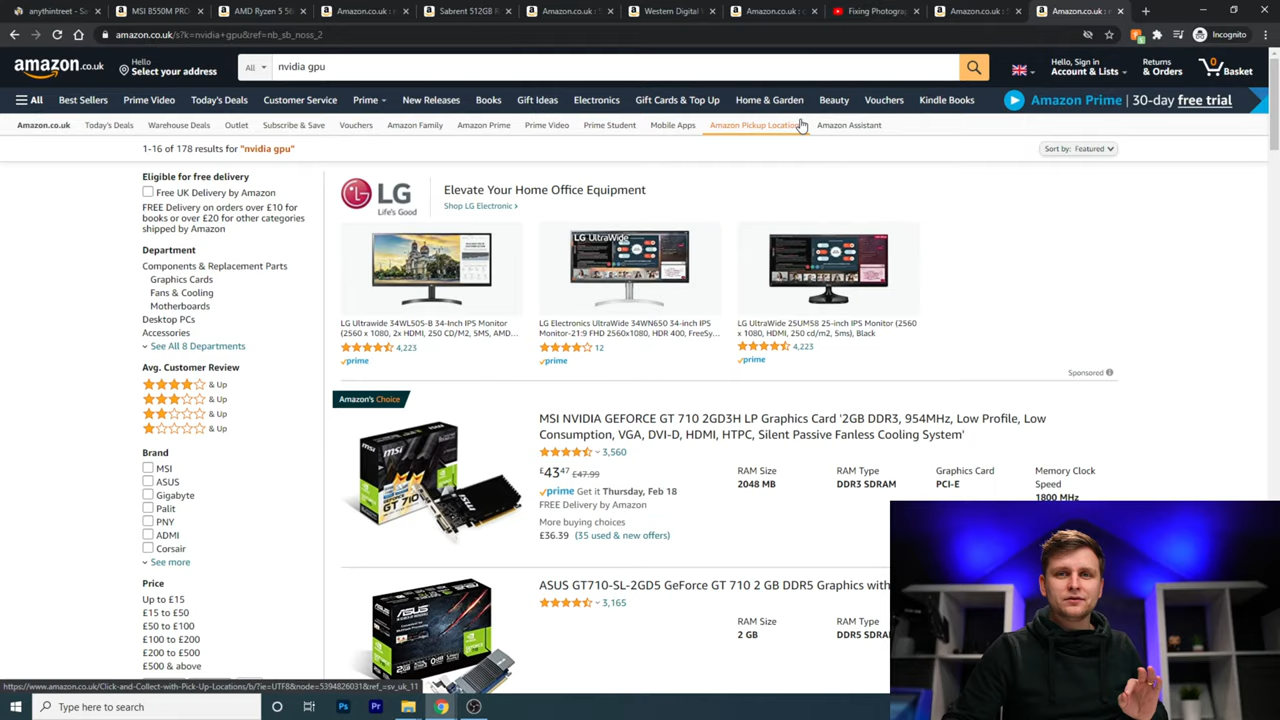 anythintreet - Sa
MSI B550M PRO-
AMD Ryzen 5 56
Amazon.co.uk : r
Sabrent 512GB R
Amazon.co.uk : 5
Western Digital V
Amazon.co.uk : e
Fixing Photograp
Amazon.co.uk :
Amazon.co.uk : n
amazon.co.uk/s?k=nvidia+gpu&ref=nb_sb_noss_2
Incognito
amazon.co.uk
Hello
Select your address
All
nvidia gpu
Hello, Sign in
Account & Lists
Returns
& Orders
0
Basket
All
Best Sellers
Prime Video
Today's Deals
Customer Service
Prime
New Releases
Books
Gift Ideas
Electronics
Gift Cards & Top Up
Home & Garden
Beauty
Vouchers
Kindle Books
Amazon Prime | 30-day free trial
Amazon.co.uk
Today's Deals
Warehouse Deals
Outlet
Subscribe & Save
Vouchers
Amazon Family
Amazon Prime
Prime Video
Prime Student
Mobile Apps
Amazon Pickup Location
Amazon Assistant
1-16 of 178 results for "nvidia gpu"
Sort by: Featured
Eligible for free delivery
Free UK Delivery by Amazon
FREE Delivery on orders over £10 for
books or over £20 for other categories
shipped by Amazon
Department
Components & Replacement Parts
Graphics Cards
Fans & Cooling
Motherboards
Desktop PCs
Accessories
See All 8 Departments
Avg. Customer Review
& Up
& Up
& Up
& Up
Brand
MSI
ASUS
Gigabyte
Palit
PNY
ADMI
Corsair
See more
Price
Up to £15
£15 to £50
£50 to £100
£100 to £200
£200 to £500
£500 & above
LG
Life's Good
Elevate Your Home Office Equipment
Shop LG Electronic ›
LG UltraWide
LG Ultrawide 34WL50S-B 34-Inch IPS Monitor
(2560 x 1080, 2x HDMI, 250 CD/M2, 5MS, AMD...
4,223
prime
LG Electronics UltraWide 34WN650 34-inch IPS
Monitor-21:9 FHD 2560x1080, HDR 400, FreeSy...
12
prime
LG UltraWide 25UM58 25-inch IPS Monitor (2560
x 1080, HDMI, 250 cd/m2, 5ms), Black
4,223
prime
Sponsored
Amazon's Choice
msi
GT 710
MSI NVIDIA GEFORCE GT 710 2GD3H LP Graphics Card '2GB DDR3, 954MHz, Low Profile, Low
Consumption, VGA, DVI-D, HDMI, HTPC, Silent Passive Fanless Cooling System'
3,560
£43.47 £47.99
prime Get it Thursday, Feb 18
FREE Delivery by Amazon
More buying choices
£36.39 (35 used & new offers)
RAM Size
2048 MB
RAM Type
DDR3 SDRAM
Graphics Card
PCI-E
Memory Clock
Speed
1800 MHz
ASUS
ASUS GT710-SL-2GD5 GeForce GT 710 2 GB DDR5 Graphics with
3,165
RAM Size
2 GB
RAM Type
DDR5 SDRA
https://www.amazon.co.uk/Click-and-Collect-with-Pick-Up-Locations/b/?ie=UTF8&node=5394826031&ref_=sv_uk_11
Type here to search
Ps
Pr